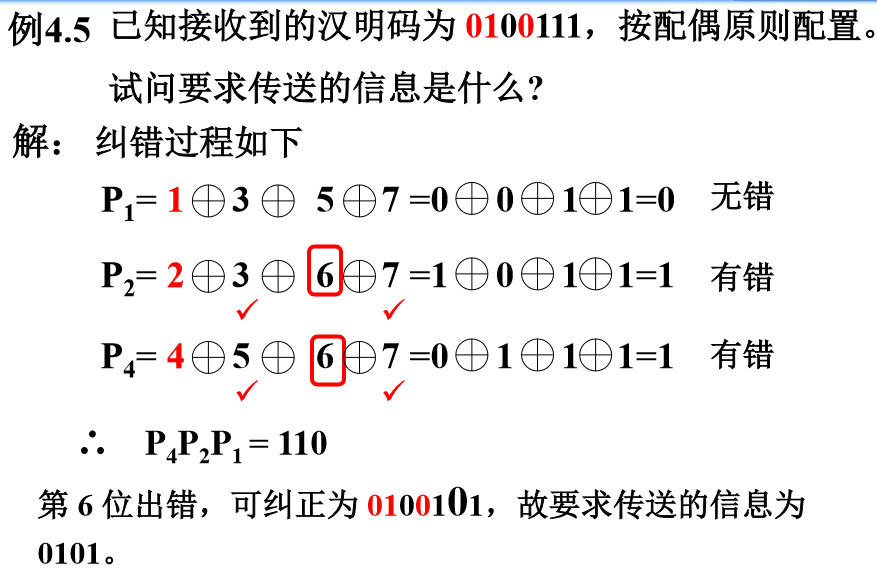 例4.5 已知接收到的汉明码为 0100111，按配偶原则配置。
试问要求传送的信息是什么?
解： 纠错过程如下
P₁= 1⊕3⊕ 5⊕7 =0⊕0⊕1⊕1=0 无错
P₂= 2⊕3⊕ 6⊕7 =1⊕0⊕1⊕1=1 有错
✓ ✓
P₄= 4⊕5⊕ 6⊕7 =0⊕1⊕1⊕1=1 有错
✓ ✓
∴ P₄P₂P₁ = 110
第 6 位出错，可纠正为 0100101，故要求传送的信息为
0101。